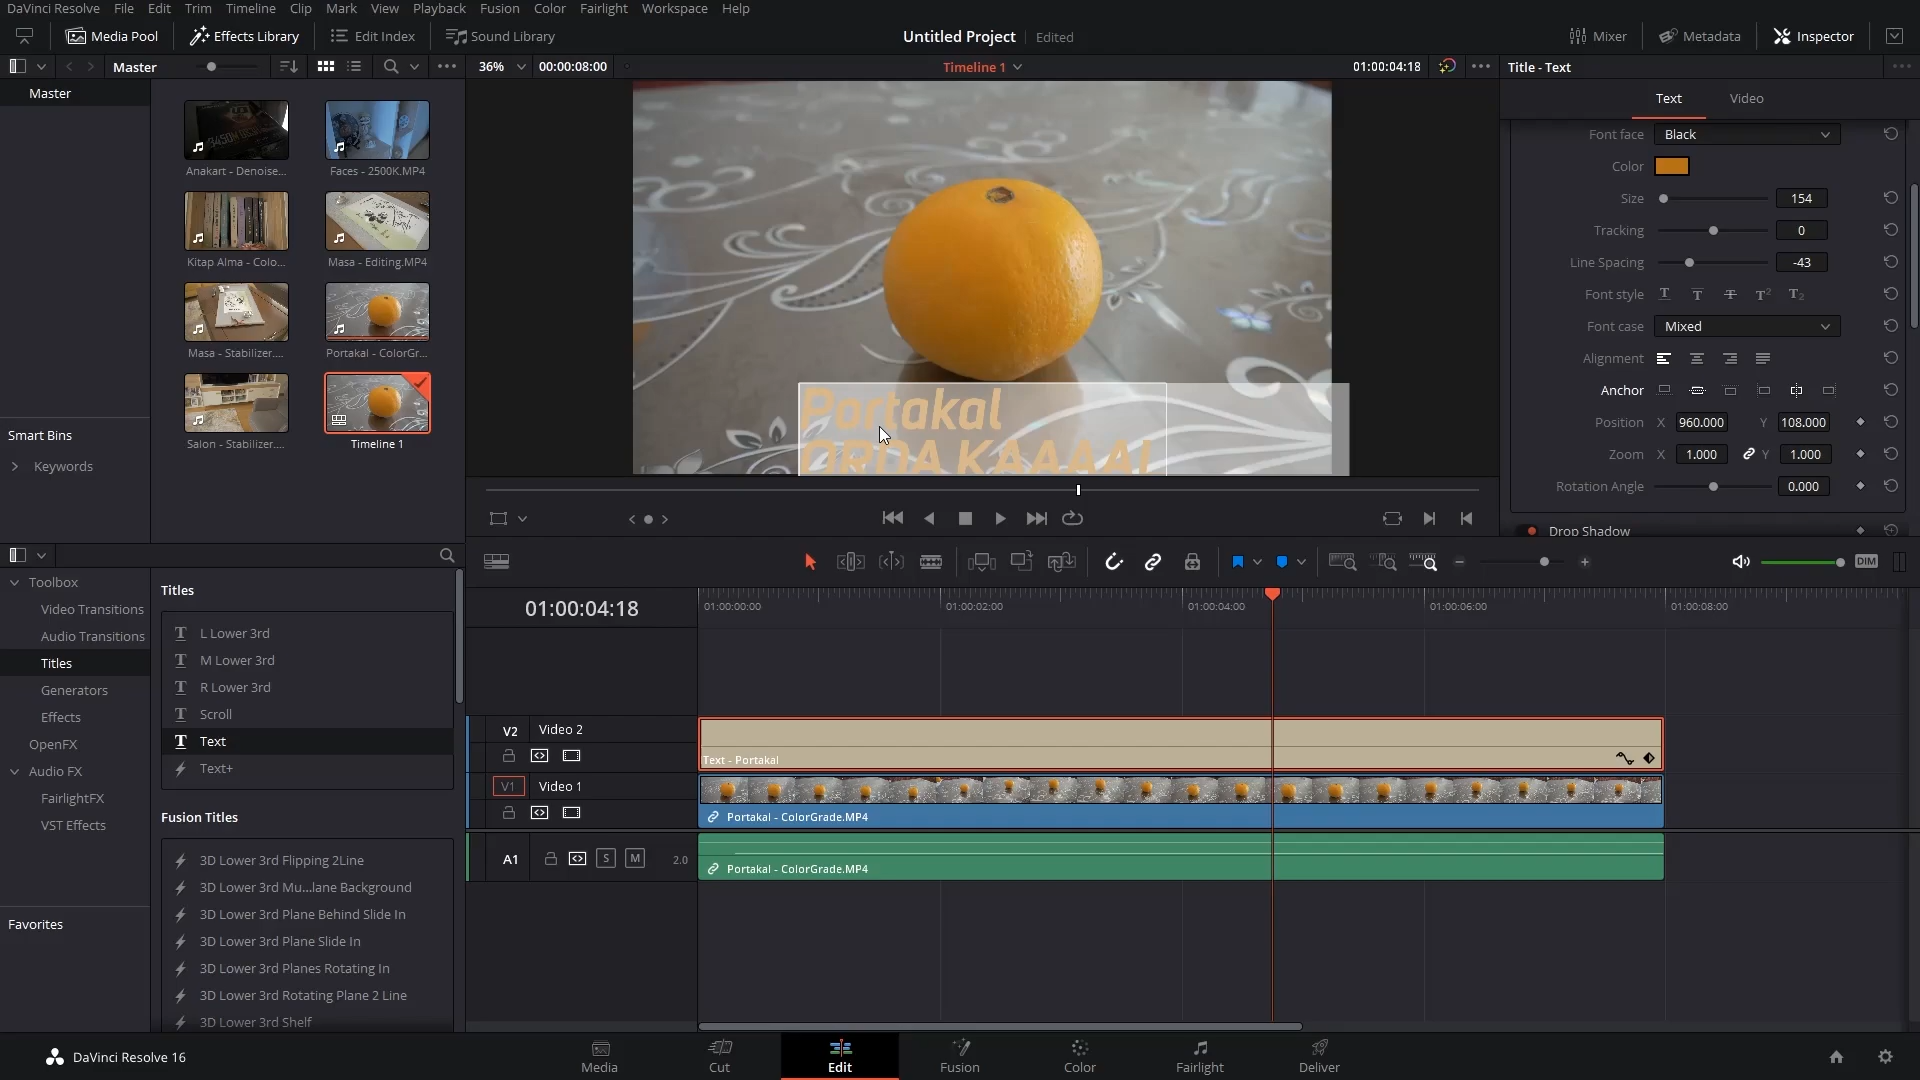 DaVinci Resolve File Edit Trim Timeline Clip Mark View Playback Fusion Color Fairlight Workspace Help
Media Pool Effects Library Edit Index Sound Library Untitled Project Edited Mixer Metadata Inspector
Master 36% 00:00:08:00 Timeline 1 01:00:04:18 Title - Text
Master
Anakart - Denoise...
Faces - 2500K.MP4
Kitap Alma - Colo...
Masa - Editing.MP4
Masa - Stabilizer....
Portakal - ColorGr...
Salon - Stabilizer....
Timeline 1
Smart Bins
Keywords
Portakal
ORDA KAAAAL
Text Video
Font face Black
Color
Size 154
Tracking 0
Line Spacing -43
Font style T T T T2 T2
Font case Mixed
Alignment
Anchor
Position X 960.000 Y 108.000
Zoom X 1.000 Y 1.000
Rotation Angle 0.000
Drop Shadow
Toolbox
Video Transitions
Audio Transitions
Titles
Generators
Effects
OpenFX
Audio FX
FairlightFX
VST Effects
Favorites
Titles
T L Lower 3rd
T M Lower 3rd
T R Lower 3rd
T Scroll
T Text
Text+
Fusion Titles
3D Lower 3rd Flipping 2Line
3D Lower 3rd Mu...lane Background
3D Lower 3rd Plane Behind Slide In
3D Lower 3rd Plane Slide In
3D Lower 3rd Planes Rotating In
3D Lower 3rd Rotating Plane 2 Line
3D Lower 3rd Shelf
DIM
01:00:04:18 01:00:00:00 01:00:02:00 01:00:04:00 01:00:06:00 01:00:08:00
V2 Video 2
Text - Portakal
V1 Video 1
Portakal - ColorGrade.MP4
A1 S M 2.0
Portakal - ColorGrade.MP4
DaVinci Resolve 16 Media Cut Edit Fusion Color Fairlight Deliver